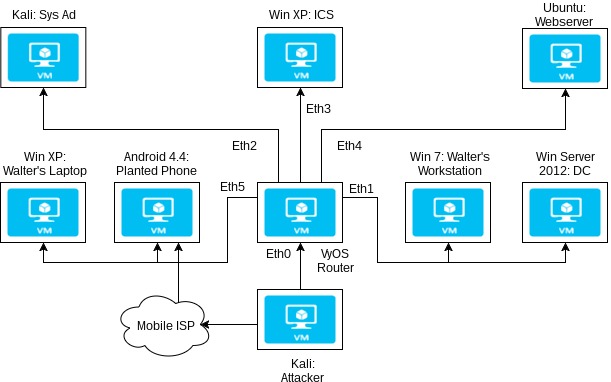 Kali: Sys Ad
Win XP: ICS
Ubuntu:
Webserver
VM
VM
VM
Eth3
Eth2
Eth4
Win XP:
Walter's Laptop
Android 4.4:
Planted Phone
Win 7: Walter's
Workstation
Win Server
2012: DC
Eth5
Eth1
VM
VM
VM
VM
VM
Eth0
VyOS
Router
Mobile ISP
VM
Kali:
Attacker